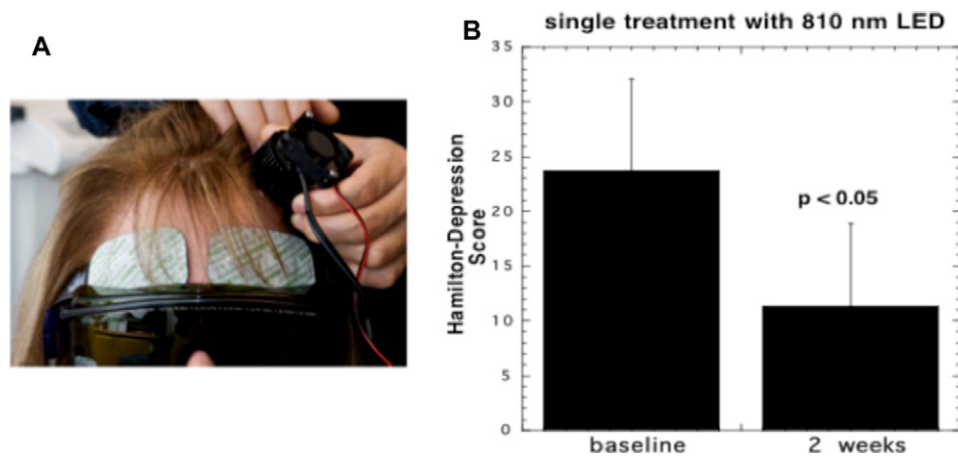 A
B
single treatment with 810 nm LED
Hamilton-Depression
Score
35
30
25
20
15
10
5
0
p < 0.05
baseline
2 weeks